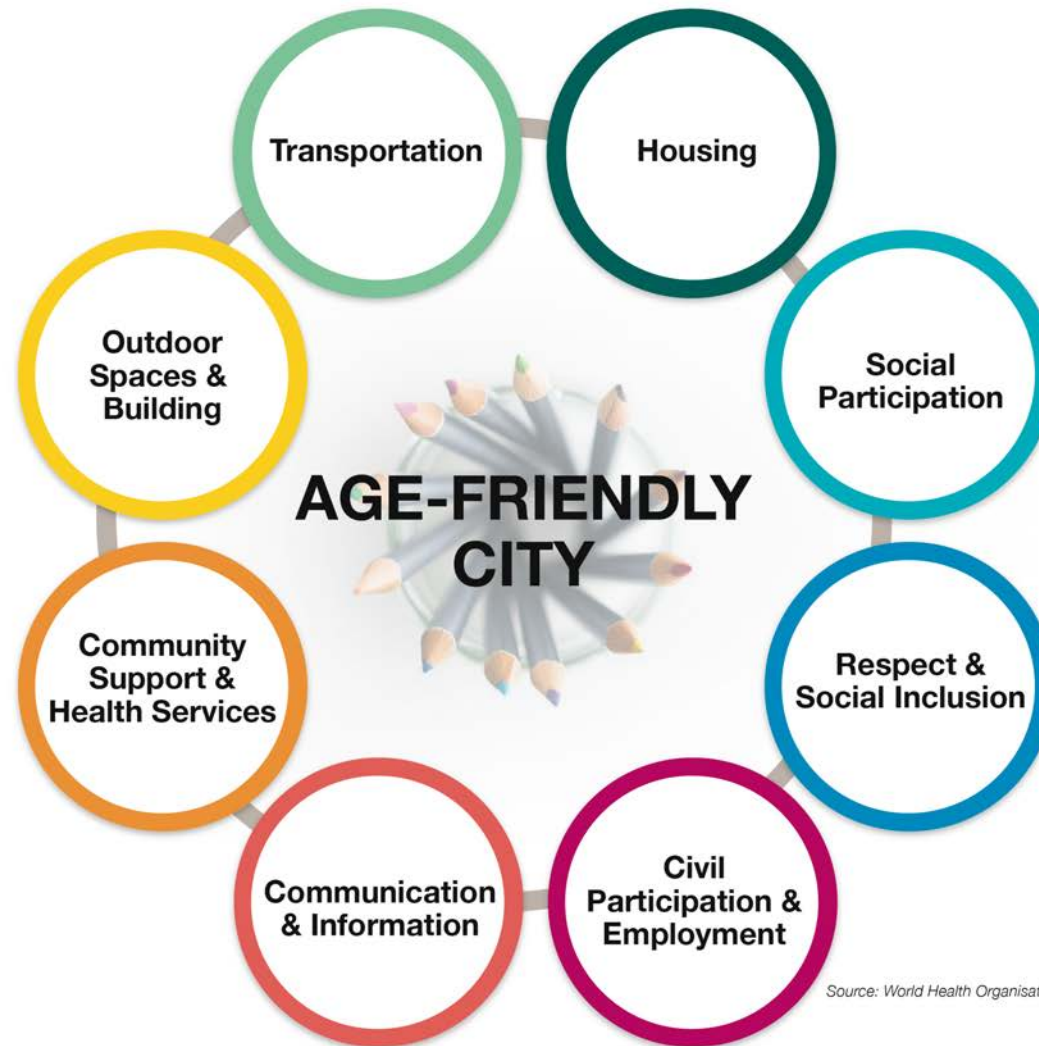 Transportation
Housing
Outdoor
Spaces &
Building
Social
Participation
AGE-FRIENDLY
CITY
Community
Support &
Health Services
Respect &
Social Inclusion
Communication
& Information
Civil
Participation &
Employment
Source: World Health Organisat